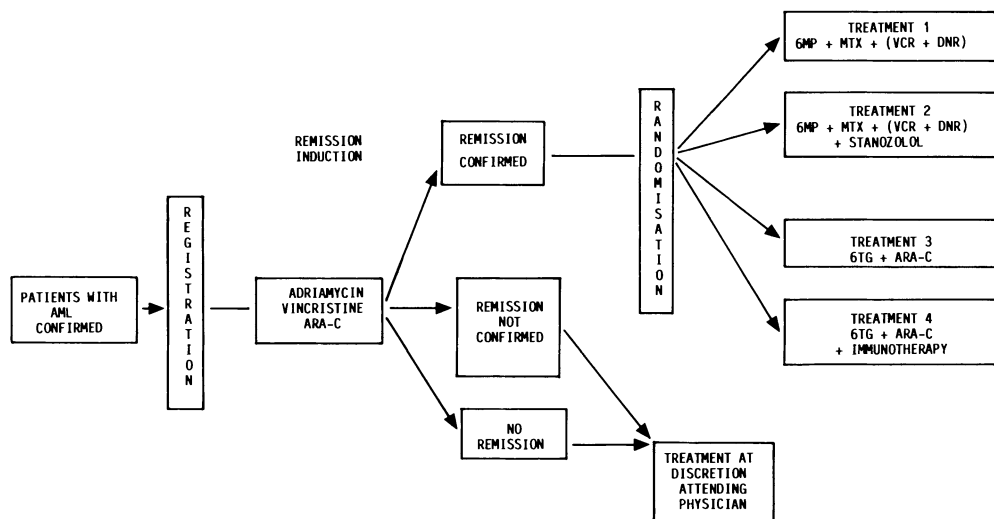 PATIENTS WITH
AML
CONFIRMED
REGISTRATION
REMISSION
INDUCTION
ADRIAMYCIN
VINCRISTINE
ARA-C
REMISSION
CONFIRMED
REMISSION
NOT
CONFIRMED
NO
REMISSION
RANDOMISATION
TREATMENT AT
DISCRETION
ATTENDING
PHYSICIAN
TREATMENT 1
6MP + MTX + (VCR + DNR)
TREATMENT 2
6MP + MTX + (VCR + DNR)
+ STANOZOLOL
TREATMENT 3
6TG + ARA-C
TREATMENT 4
6TG + ARA-C
+ IMMUNOTHERAPY